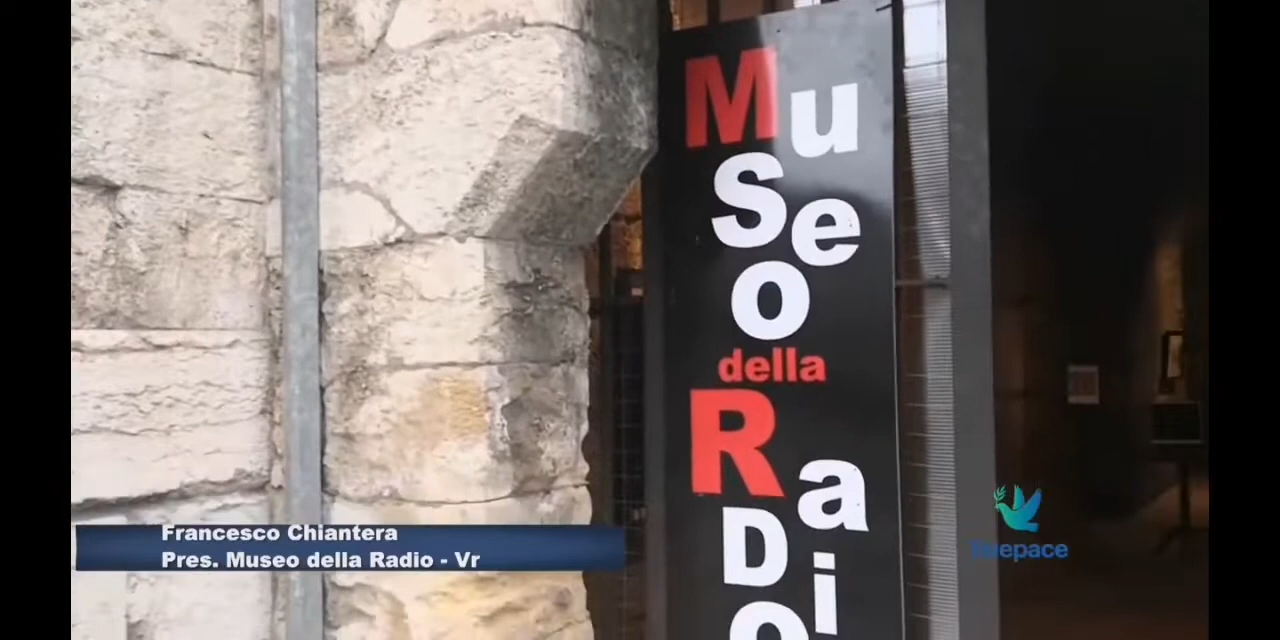 Museo
della
RaDio
Francesco Chiantera
Pres. Museo della Radio - Vr
Telepace